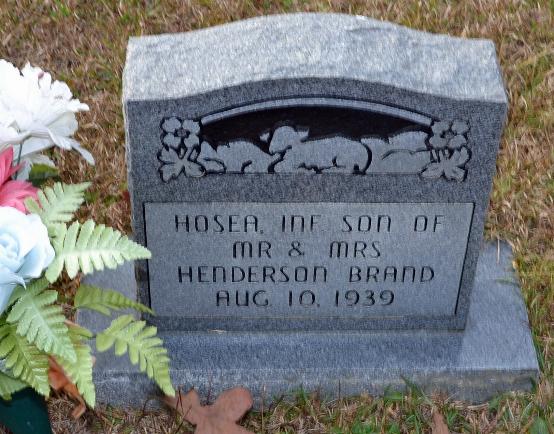 HOSEA, INF SON OF
MR & MRS
HENDERSON BRAND
AUG 10, 1939